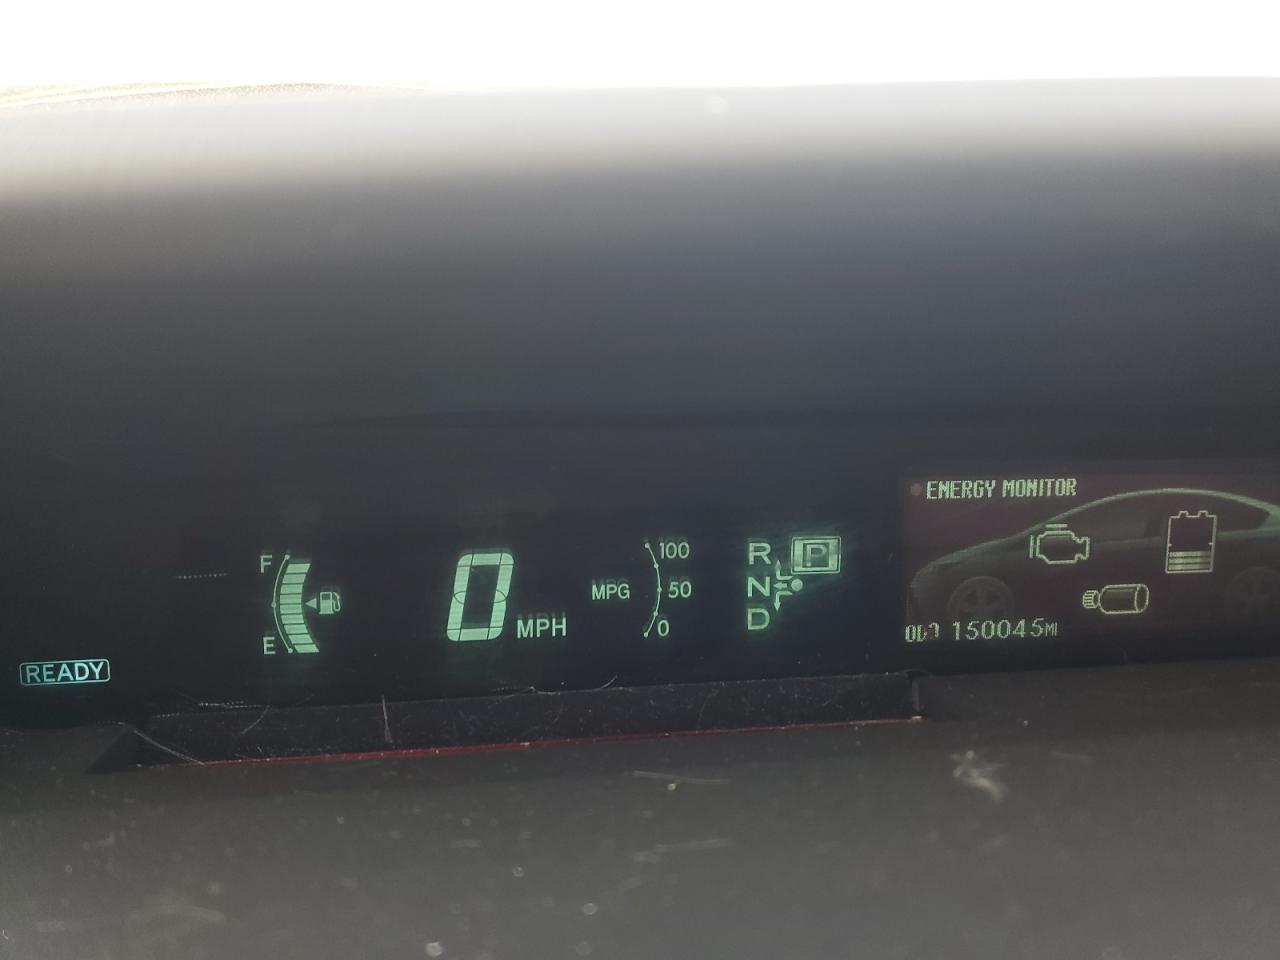 ENERGY MONITOR
F
E
0
MPH
MPG
100
50
0
R
P
N
D
ODO 150045MI
READY